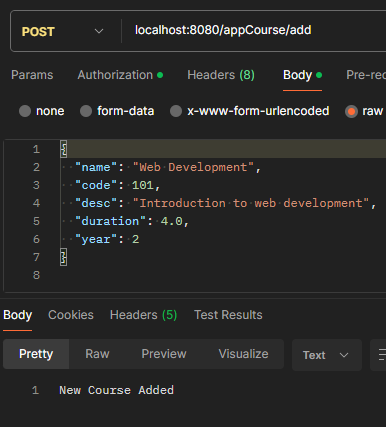 POST localhost:8080/appCourse/add
Params Authorization Headers (8) Body Pre-rec
none form-data x-www-form-urlencoded raw
1 {
2 "name": "Web Development",
3 "code": 101,
4 "desc": "Introduction to web development",
5 "duration": 4.0,
6 "year": 2
7 }
8
Body Cookies Headers (5) Test Results
Pretty Raw Preview Visualize Text
1 New Course Added